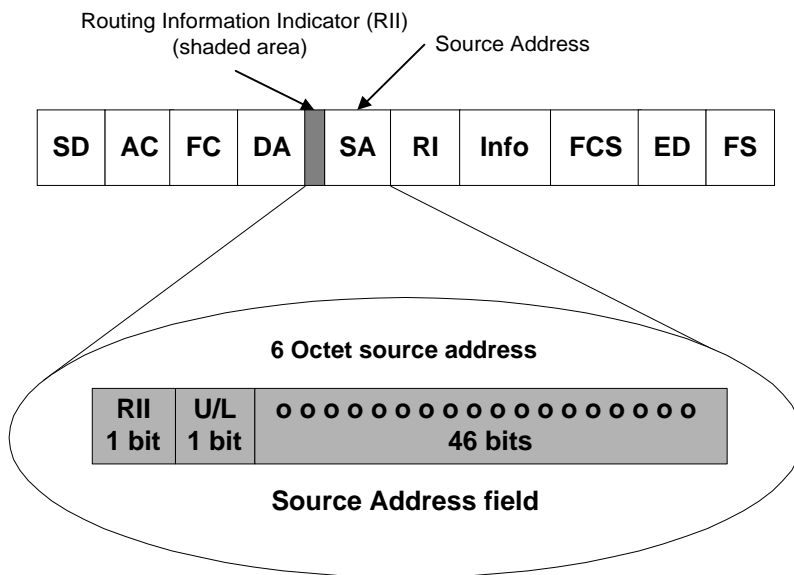 Routing Information Indicator (RII)
(shaded area)
Source Address
SD AC FC DA SA RI Info FCS ED FS
6 Octet source address
RII U/L o o o o o o o o o o o o o o o o o o
1 bit 1 bit 46 bits
Source Address field